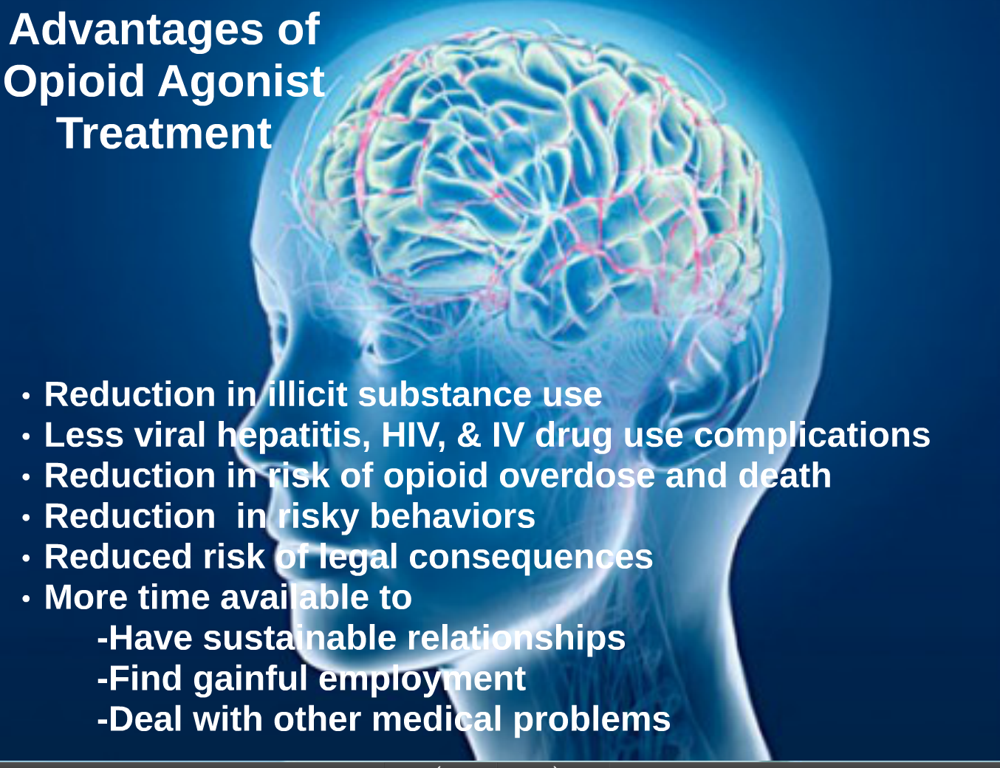 Advantages of
Opioid Agonist
Treatment
• Reduction in illicit substance use
• Less viral hepatitis, HIV, & IV drug use complications
• Reduction in risk of opioid overdose and death
• Reduction  in risky behaviors
• Reduced risk of legal consequences
• More time available to
-Have sustainable relationships
-Find gainful employment
-Deal with other medical problems